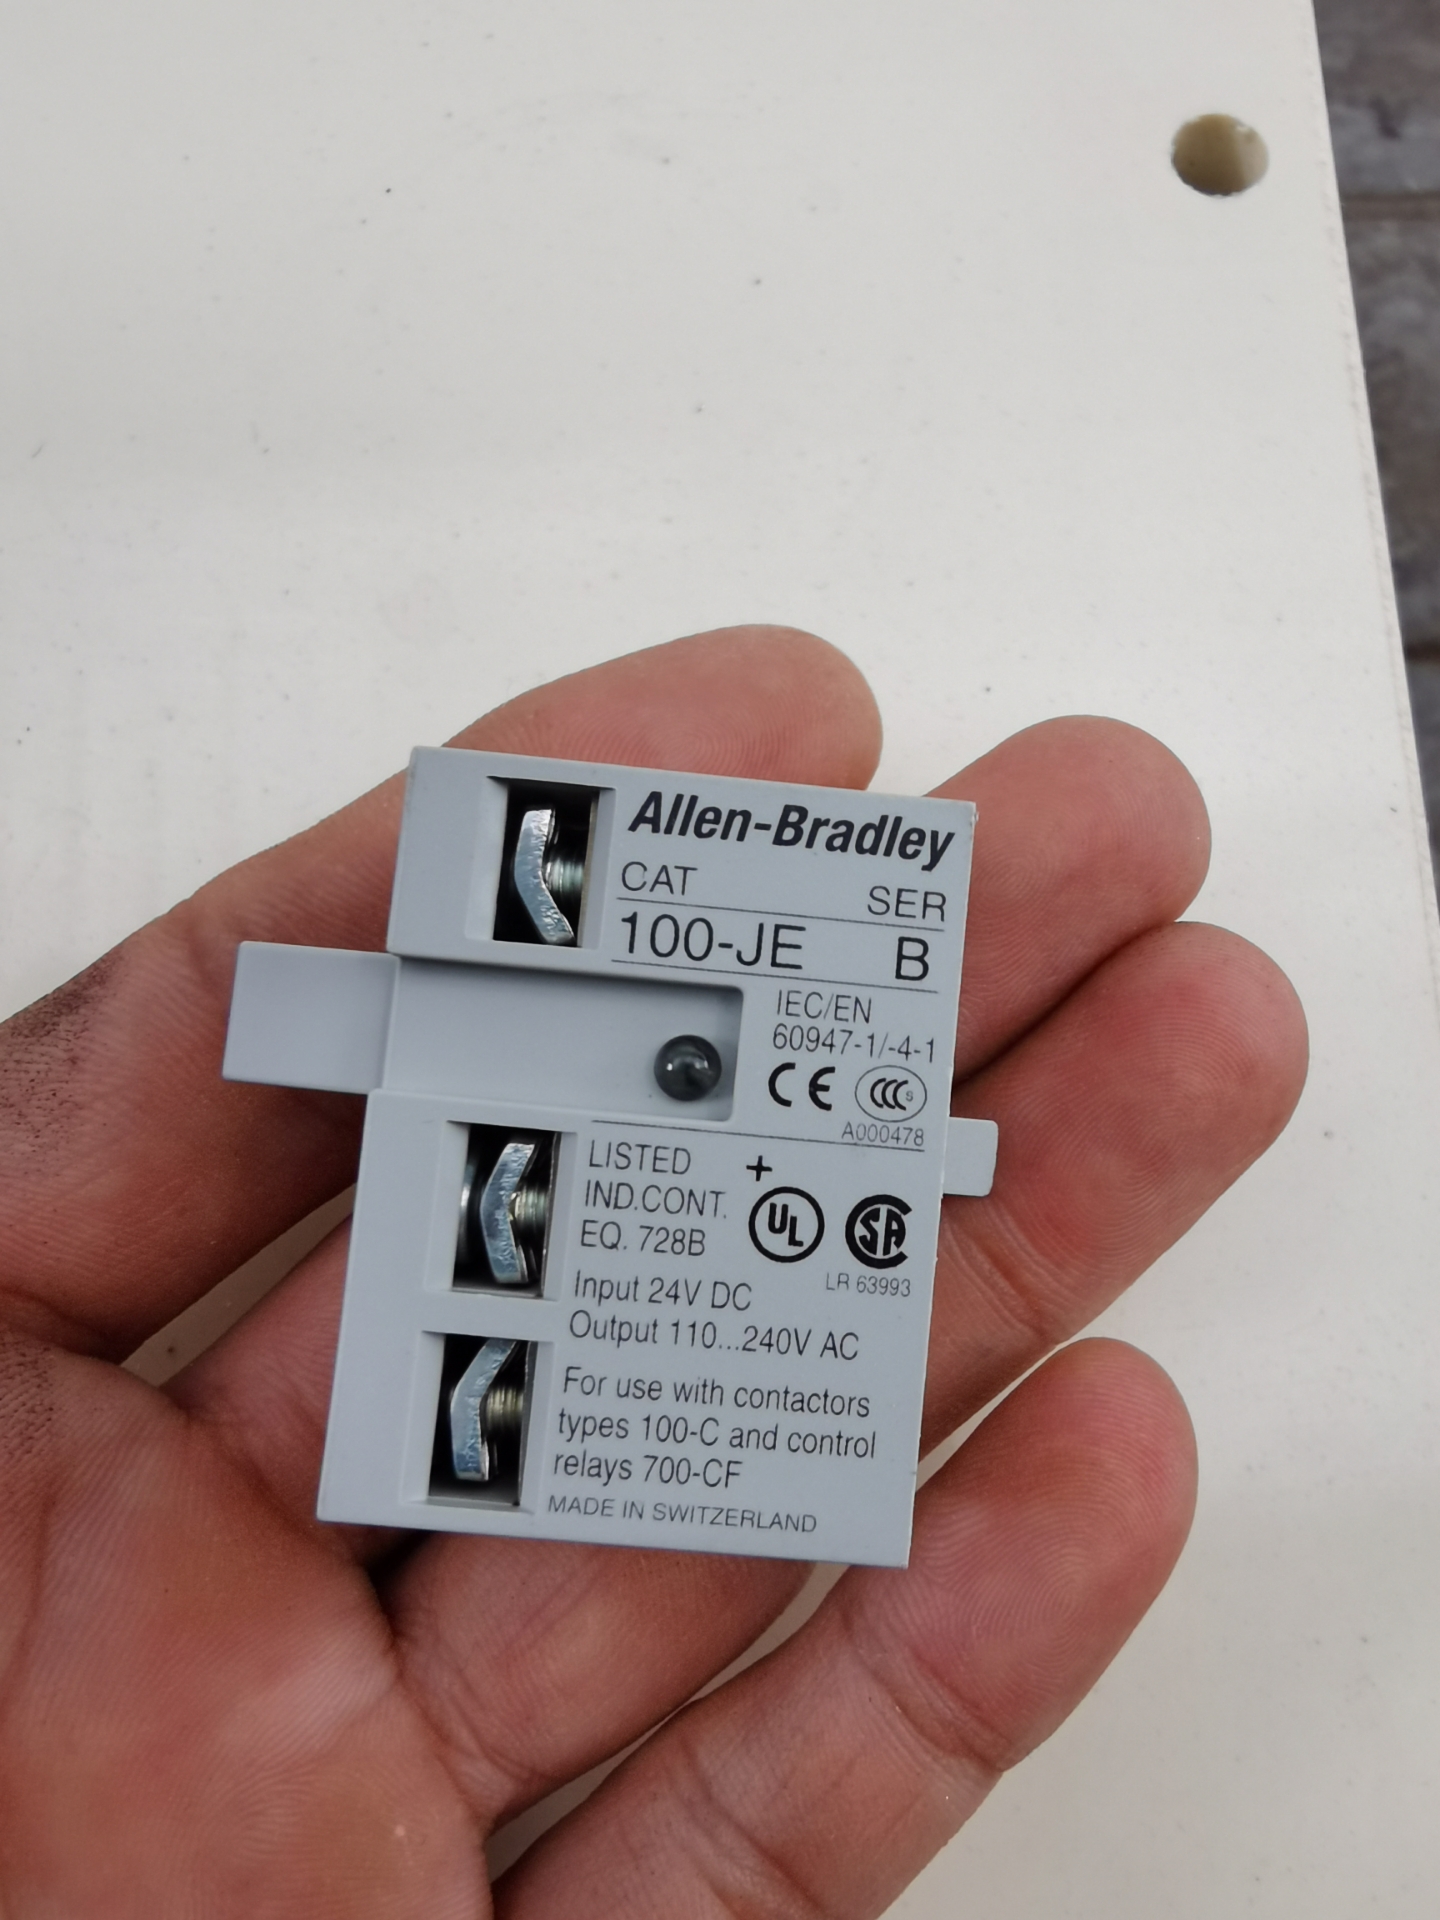 Allen-Bradley
CAT SER
100-JE B
IEC/EN
60947-1/-4-1
CE CCC S
A000478
LISTED
IND.CONT.
EQ. 728B
+
UL SA
LR 63993
Input 24V DC
Output 110...240V AC
For use with contactors
types 100-C and control
relays 700-CF
MADE IN SWITZERLAND